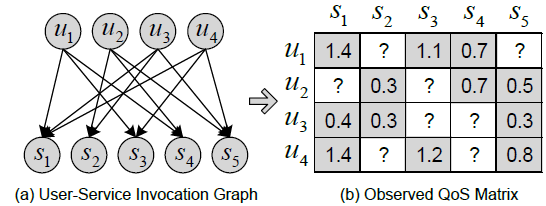 u1 u2 u3 u4
s1 s2 s3 s4 s5
(a) User-Service Invocation Graph
s1 s2 s3 s4 s5
u1 1.4 ? 1.1 0.7 ?
u2 ? 0.3 ? 0.7 0.5
u3 0.4 0.3 ? ? 0.3
u4 1.4 ? 1.2 ? 0.8
(b) Observed QoS Matrix